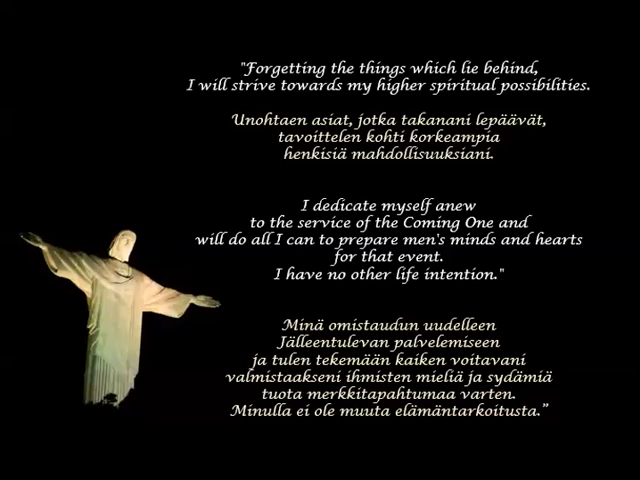 "Forgetting the things which lie behind,
I will strive towards my higher spiritual possibilities.
Unohtaen asiat, jotka takanani lepäävät,
tavoittelen kohti korkeampia
henkisiä mahdollisuuksiani.
I dedicate myself anew
to the service of the Coming One and
will do all I can to prepare men's minds and hearts
for that event.
I have no other life intention."
Minä omistaudun uudelleen
Jälleentulevan palvelemiseen
ja tulen tekemään kaiken voitavani
valmistaakseni ihmisten mieliä ja sydämiä
tuota merkkitapahtumaa varten.
Minulla ei ole muuta elämäntarkoitusta.”